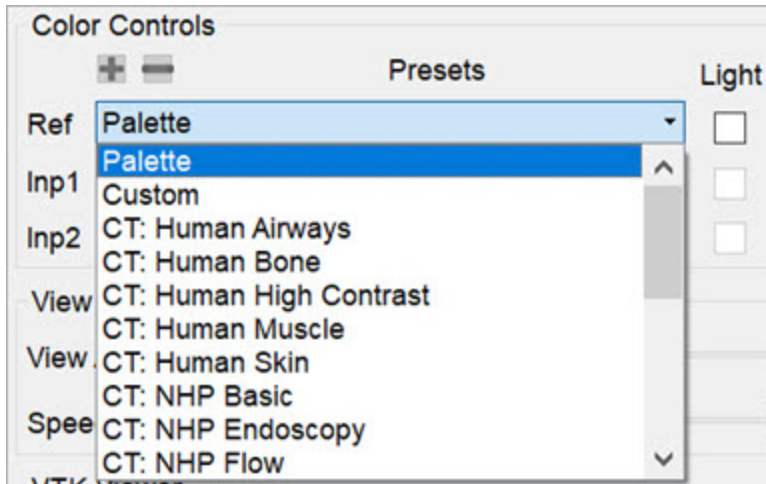 Color Controls
Presets
Light
Ref Palette
Palette
Inp1
Custom
CT: Human Airways
Inp2
CT: Human Bone
View CT: Human High Contrast
CT: Human Muscle
View
CT: Human Skin
CT: NHP Basic
Spee
CT: NHP Endoscopy
CT: NHP Flow
VTK Viewer